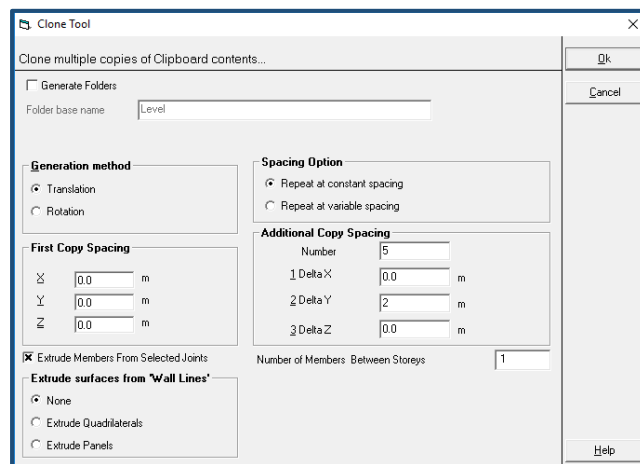 Clone Tool
Clone multiple copies of Clipboard contents...
Ok
Cancel
Generate Folders
Folder base name Level
Generation method
Translation
Rotation
Spacing Option
Repeat at constant spacing
Repeat at variable spacing
First Copy Spacing
X 0.0 m
Y 0.0 m
Z 0.0 m
Additional Copy Spacing
Number 5
1 Delta X 0.0 m
2 Delta Y 2 m
3 Delta Z 0.0 m
Extrude Members From Selected Joints
Number of Members Between Storeys 1
Extrude surfaces from 'Wall Lines'
None
Extrude Quadrilaterals
Extrude Panels
Help